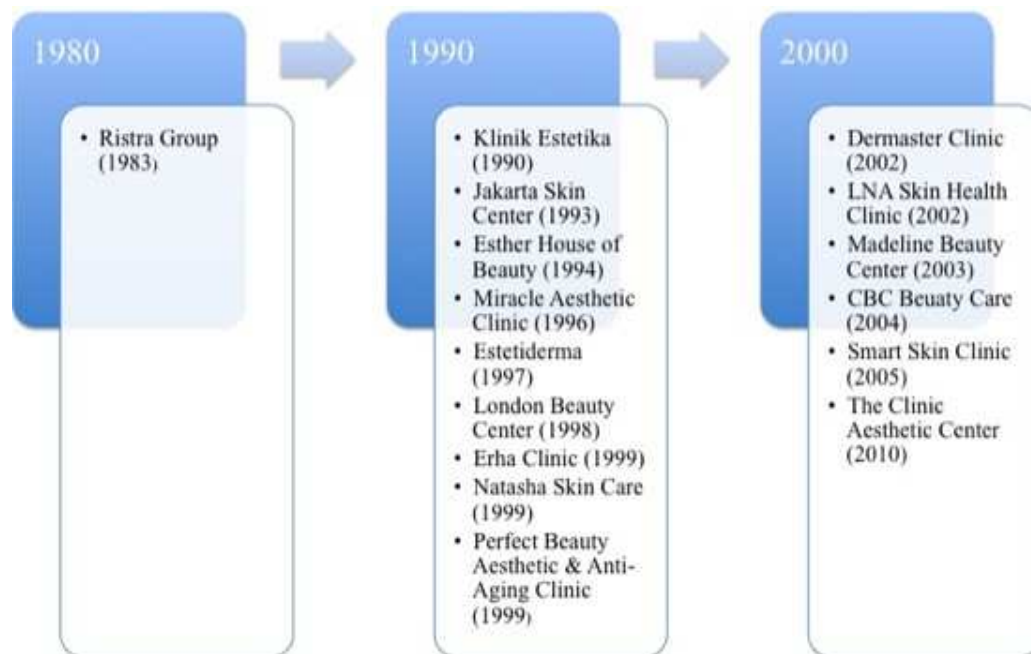 1980
• Ristra Group
(1983)
1990
• Klinik Estetika
(1990)
• Jakarta Skin
Center (1993)
• Esther House of
Beauty (1994)
• Miracle Aesthetic
Clinic (1996)
• Estetiderma
(1997)
• London Beauty
Center (1998)
• Erha Clinic (1999)
• Natasha Skin Care
(1999)
• Perfect Beauty
Aesthetic & Anti-
Aging Clinic
(1999)
2000
• Dermaster Clinic
(2002)
• LNA Skin Health
Clinic (2002)
• Madeline Beauty
Center (2003)
• CBC Beuaty Care
(2004)
• Smart Skin Clinic
(2005)
• The Clinic
Aesthetic Center
(2010)